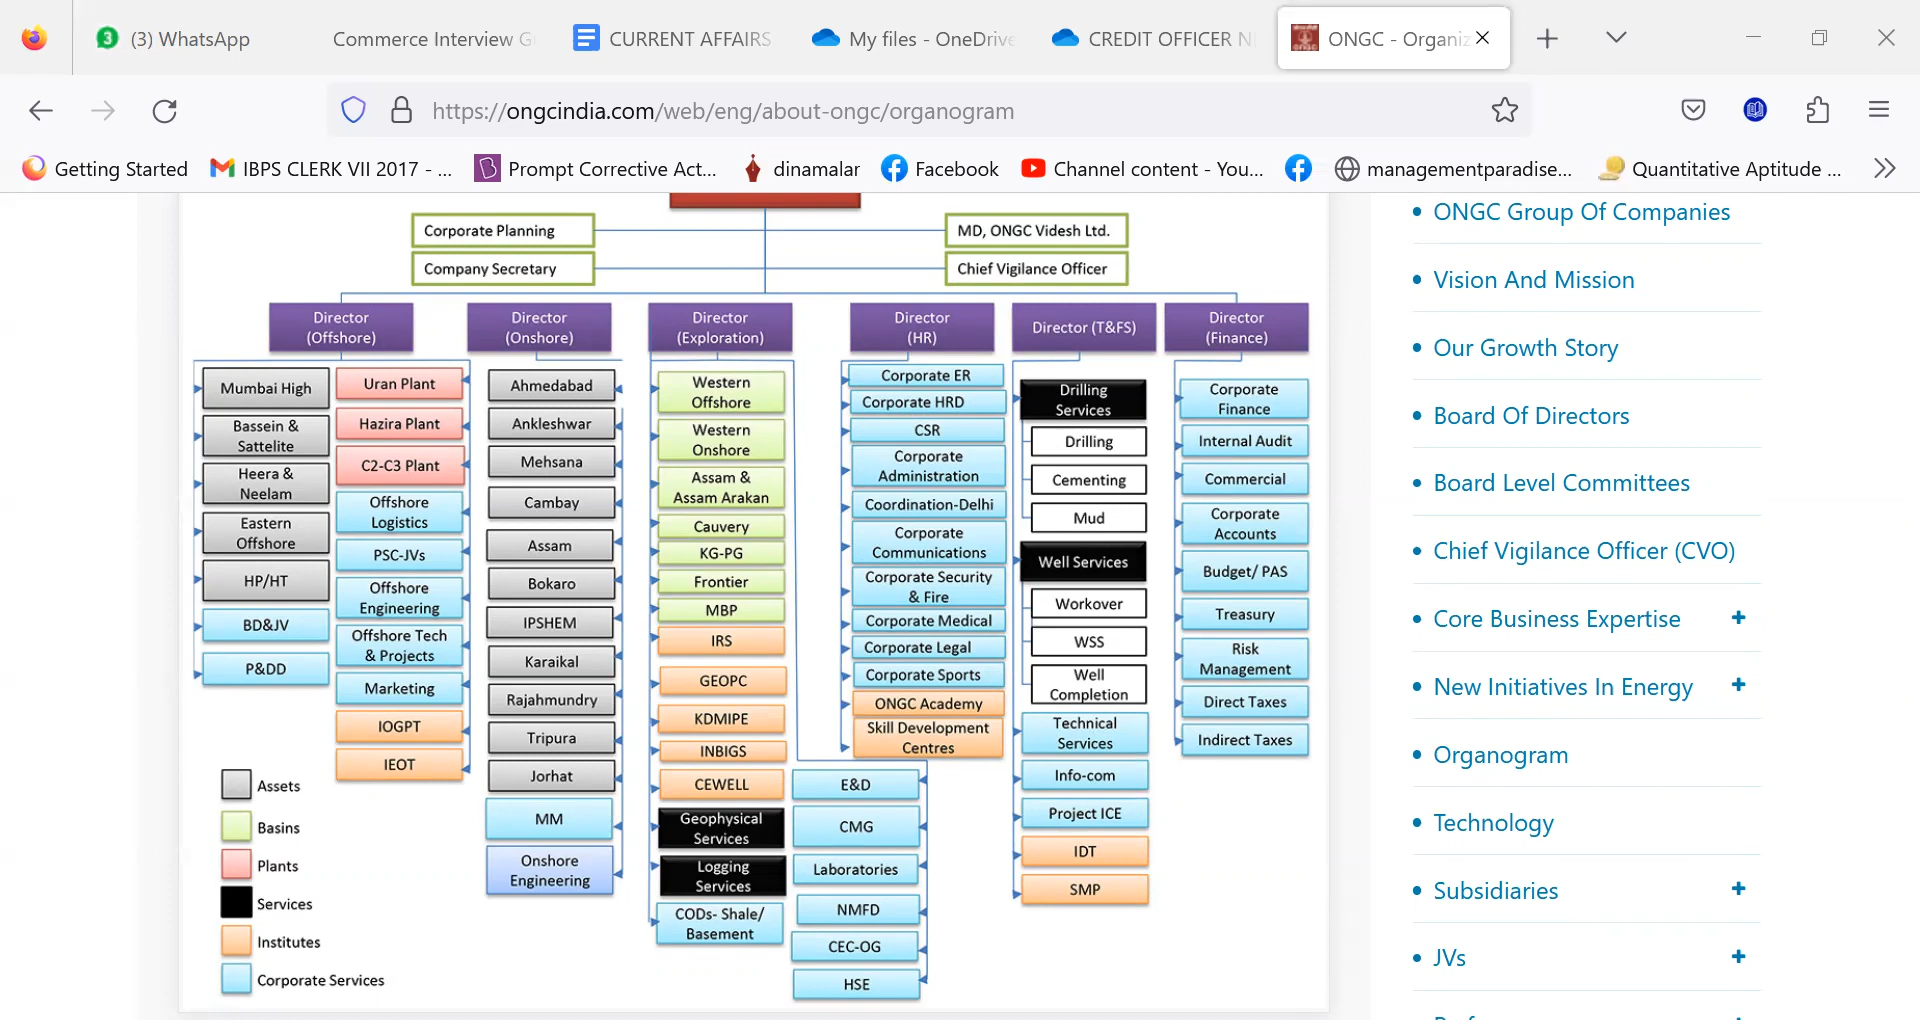 (3) WhatsApp
Commerce Interview G
CURRENT AFFAIRS
My files - OneDrive
CREDIT OFFICER N
ONGC - Organiz
https://ongcindia.com/web/eng/about-ongc/organogram
Getting Started
IBPS CLERK VII 2017 - ...
Prompt Corrective Act...
dinamalar
Facebook
Channel content - You...
managementparadise...
Quantitative Aptitude ...
Corporate Planning
MD, ONGC Videsh Ltd.
Company Secretary
Chief Vigilance Officer
Director
(Offshore)
Mumbai High
Bassein &
Sattelite
Heera &
Neelam
Eastern
Offshore
HP/HT
BD&JV
P&DD
Uran Plant
Hazira Plant
C2-C3 Plant
Offshore
Logistics
PSC-JVs
Offshore
Engineering
Offshore Tech
& Projects
Marketing
IOGPT
IEOT
Director
(Onshore)
Ahmedabad
Ankleshwar
Mehsana
Cambay
Assam
Bokaro
IPSHEM
Karaikal
Rajahmundry
Tripura
Jorhat
MM
Onshore
Engineering
Director
(Exploration)
Western
Offshore
Western
Onshore
Assam &
Assam Arakan
Cauvery
KG-PG
Frontier
MBP
IRS
GEOPC
KDMIPE
INBIGS
CEWELL
Geophysical
Services
Logging
Services
CODs- Shale/
Basement
E&D
CMG
Laboratories
NMFD
CEC-OG
HSE
Director
(HR)
Corporate ER
Corporate HRD
CSR
Corporate
Administration
Coordination-Delhi
Corporate
Communications
Corporate Security
& Fire
Corporate Medical
Corporate Legal
Corporate Sports
ONGC Academy
Skill Development
Centres
Director (T&FS)
Drilling
Services
Drilling
Cementing
Mud
Well Services
Workover
WSS
Well
Completion
Technical
Services
Info-com
Project ICE
IDT
SMP
Director
(Finance)
Corporate
Finance
Internal Audit
Commercial
Corporate
Accounts
Budget/ PAS
Treasury
Risk
Management
Direct Taxes
Indirect Taxes
Assets
Basins
Plants
Services
Institutes
Corporate Services
ONGC Group Of Companies
Vision And Mission
Our Growth Story
Board Of Directors
Board Level Committees
Chief Vigilance Officer (CVO)
Core Business Expertise
New Initiatives In Energy
Organogram
Technology
Subsidiaries
JVs